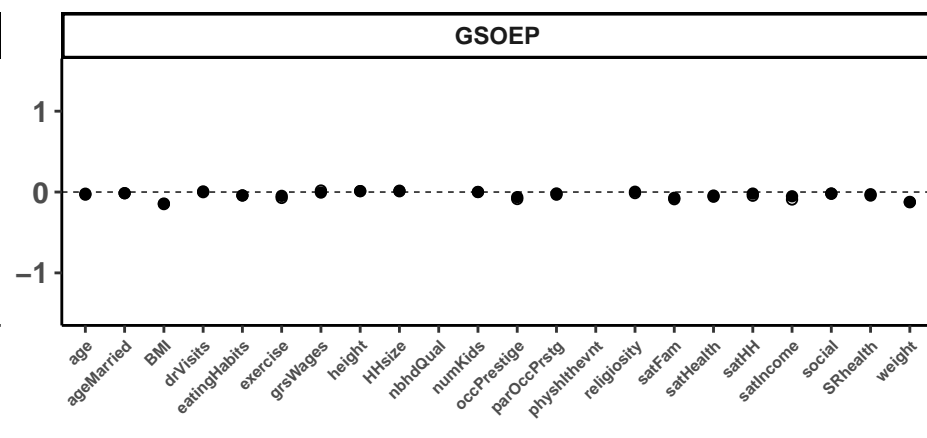 GSOEP
1
0
−1
age
ageMarried
BMI
drVisits
eatingHabits
exercise
grsWages
height
HHsize
nbhdQual
numKids
occPrestige
parOccPrstg
physhlthevnt
religiosity
satFam
satHealth
satHH
satIncome
social
SRhealth
weight